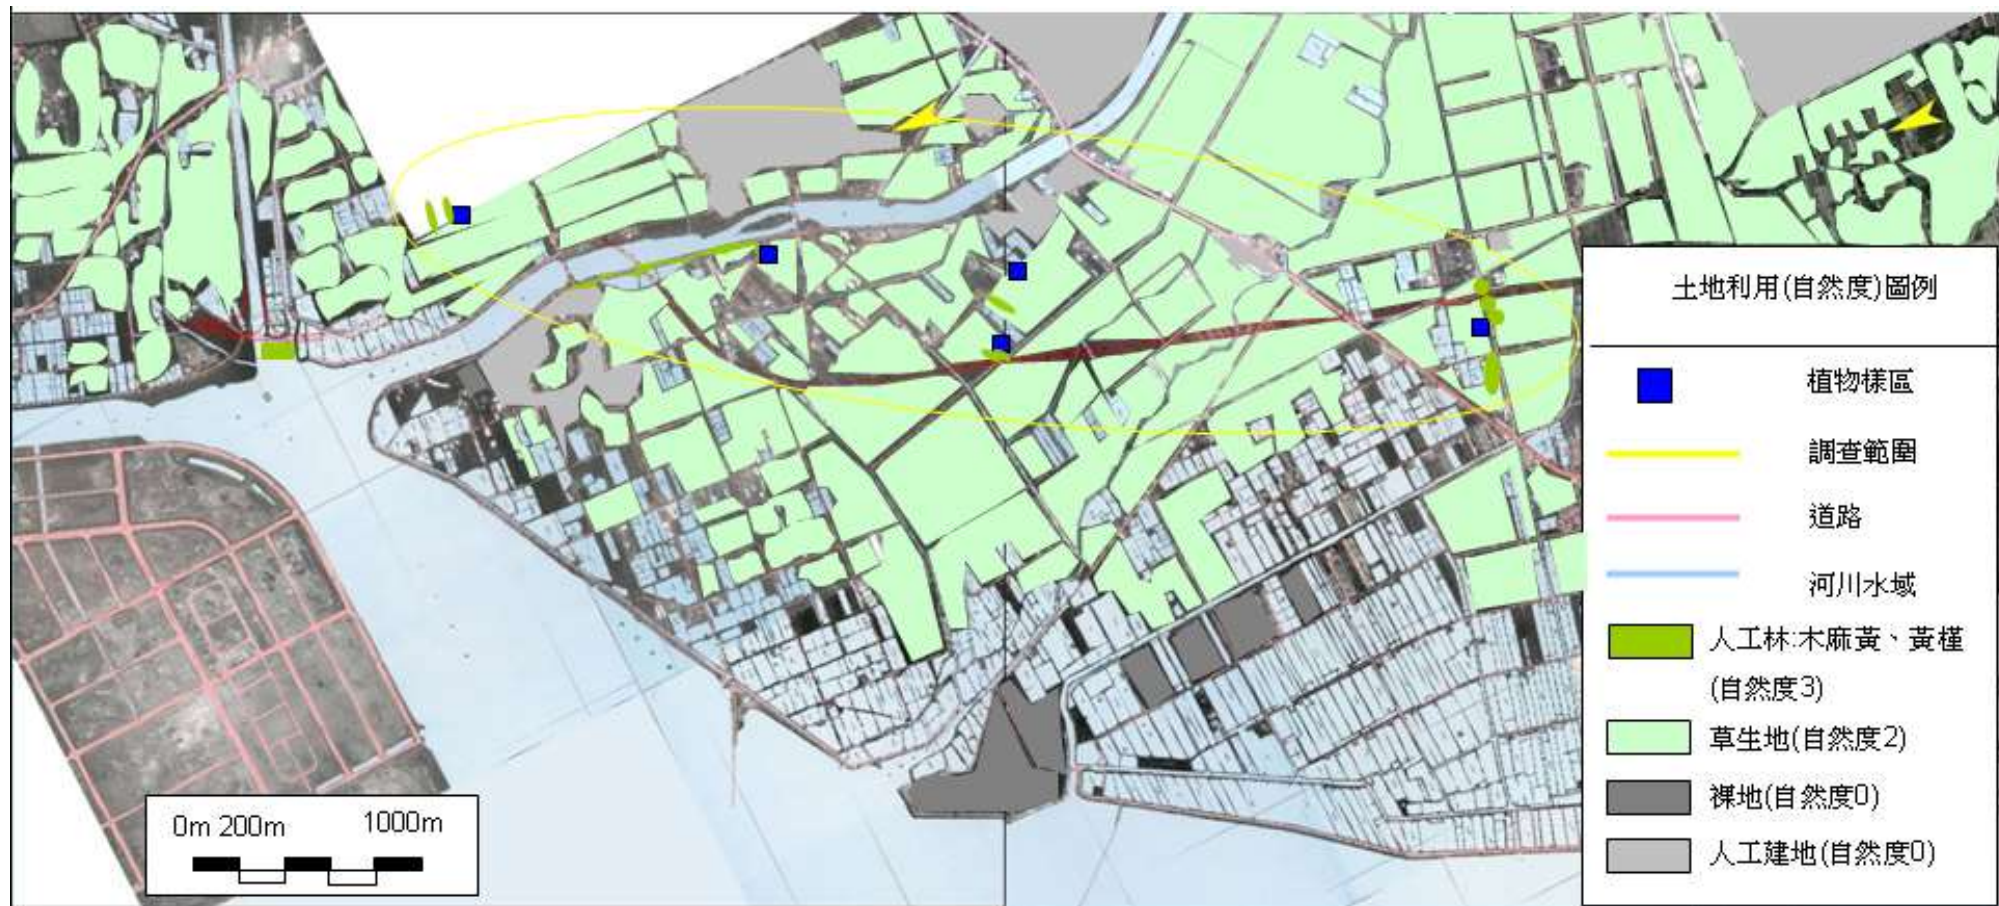 土地利用(自然度)圖例
植物樣區
調查範圍
道路
河川水域
人工林:木麻黃、黃槿
(自然度3)
草生地(自然度2)
裸地(自然度0)
人工建地(自然度0)
0m 200m 1000m